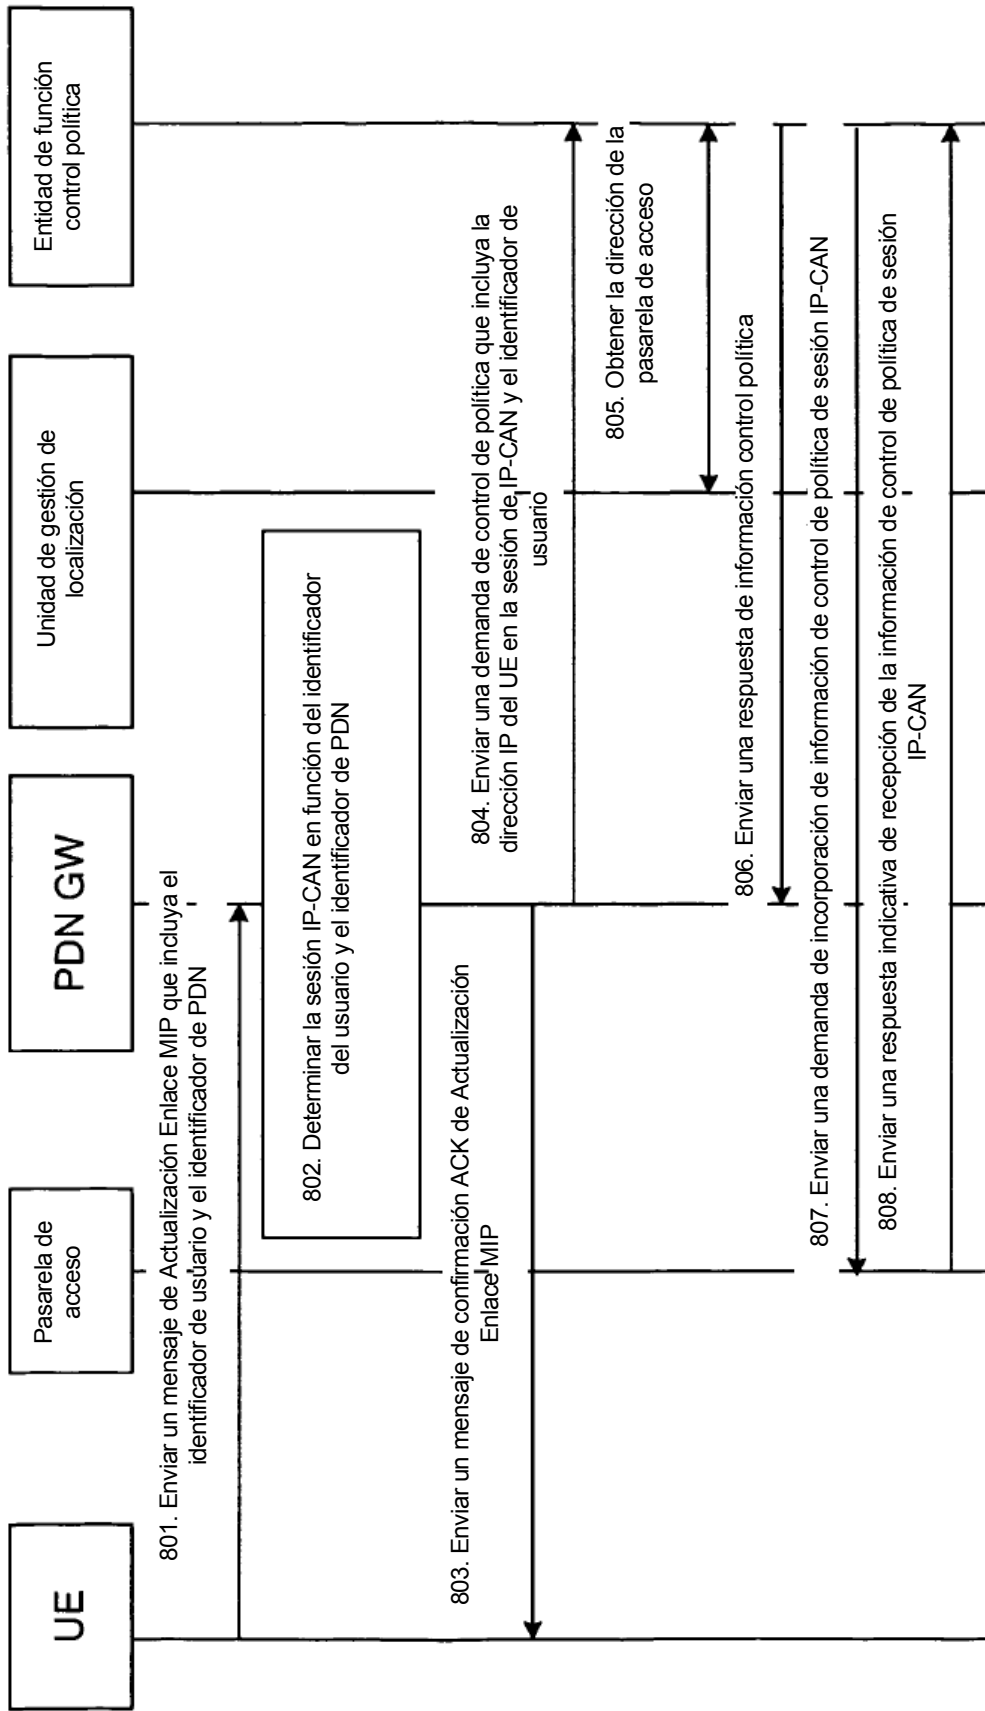 UE
Pasarela de
acceso
PDN GW
Unidad de gestión de
localización
Entidad de función
control política
801. Enviar un mensaje de Actualización Enlace MIP que incluya el
identificador de usuario y el identificador de PDN
802. Determinar la sesión IP-CAN en función del identificador
del usuario y el identificador de PDN
803. Enviar un mensaje de confirmación ACK de Actualización
Enlace MIP
804. Enviar una demanda de control de política que incluya la
dirección IP del UE en la sesión de IP-CAN y el identificador de
usuario
805. Obtener la dirección de la
pasarela de acceso
806. Enviar una respuesta de información control política
807. Enviar una demanda de incorporación de información de control de política de sesión IP-CAN
808. Enviar una respuesta indicativa de recepción de la información de control de política de sesión
IP-CAN